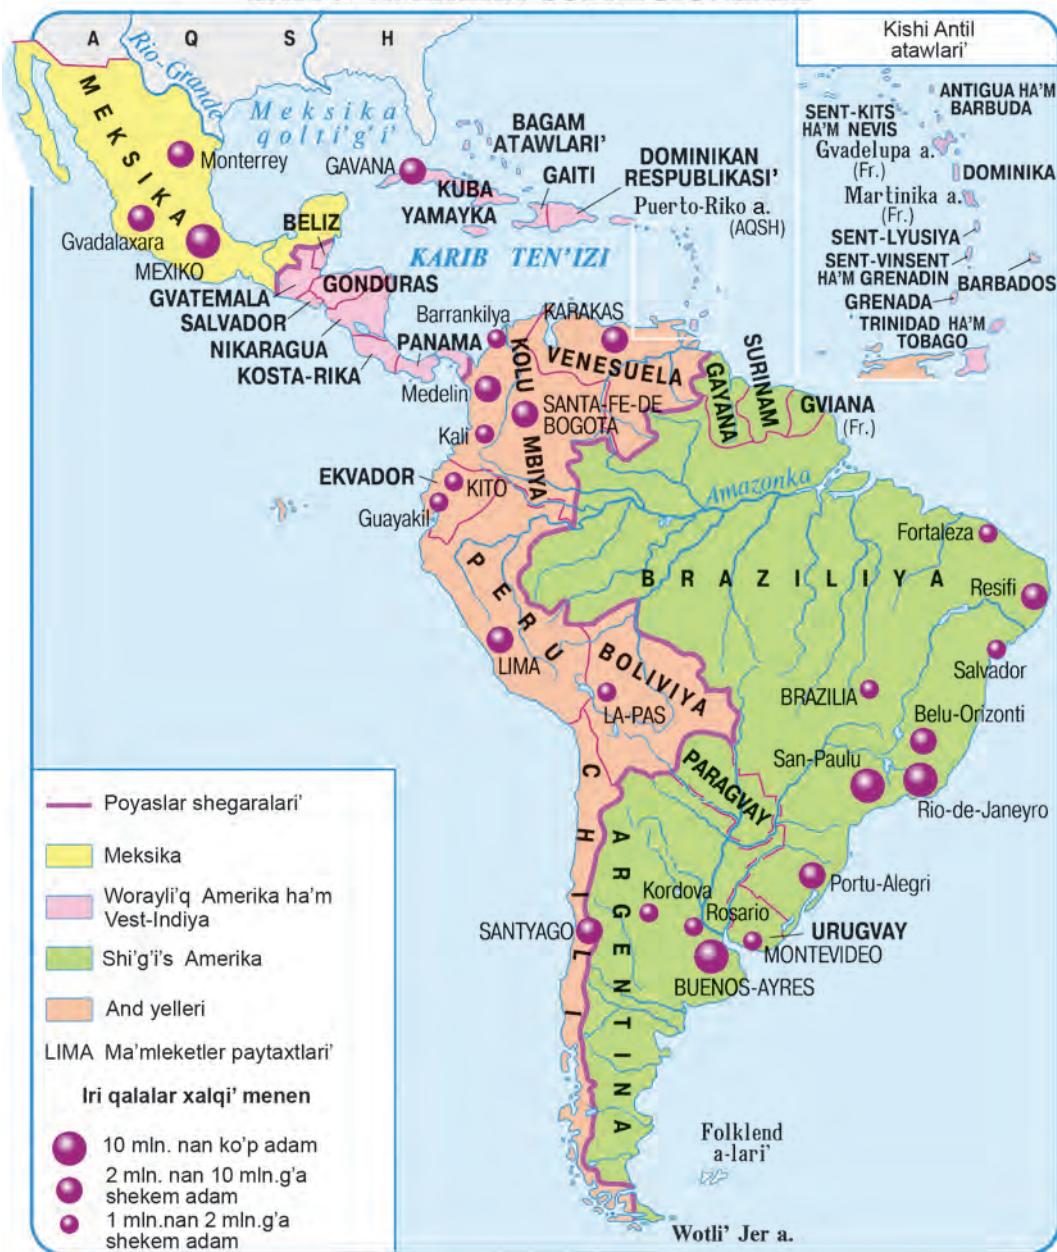 Kishi Antil
atawlari'
A Q S H
Rio-Grande
MEKSIKA
Meksika
qolti'g'i'
Monterrey
Gvadalaxara
MEXIKO
GAVANA
BAGAM
ATAWLARI'
KUBA
YAMAYKA
GAITI
DOMINIKAN
RESPUBLIKASI'
Puerto-Riko a.
(AQSH)
BELIZ
KARIB TEN'IZI
GVATEMALA
GONDURAS
SALVADOR
NIKARAGUA
KOSTA-RIKA
PANAMA
ANTIGUA HA'M
BARBUDA
SENT-KITS
HA'M NEVIS
Gvadelupa a.
(Fr.)
DOMINIKA
Martinika a.
(Fr.)
SENT-LYUSIYA
SENT-VINSENT
HA'M GRENADIN
BARBADOS
GRENADA
TRINIDAD HA'M
TOBAGO
Barrankilya
KARAKAS
VENESUELA
KOLU
MBIYA
Medelin
SANTA-FE-DE
BOGOTA
Kali
GAYANA
SURINAM
GVIANA
(Fr.)
EKVADOR
KITO
Guayakil
Amazonka
Fortaleza
BRAZILIYA
Resifi
PERÚ
LIMA
BOLIVIYA
LA-PAS
Salvador
BRAZILIA
Belu-Orizonti
San-Paulu
Rio-de-Janeyro
PARAGVAY
CHILI
ARGENTINA
Kordova
Rosario
Portu-Alegri
SANTYAGO
URUGVAY
MONTEVIDEO
BUENOS-AYRES
Folklend
a-lari'
Wotli' Jer a.
Poyaslar shegaralari'
Meksika
Worayli'q Amerika ha'm
Vest-Indiya
Shi'g'i's Amerika
And yelleri
LIMA Ma'mleketler paytaxtlari'
Iri qalalar xalqi' menen
10 mln. nan ko'p adam
2 mln. nan 10 mln.g'a
shekem adam
1 mln.nan 2 mln.g'a
shekem adam